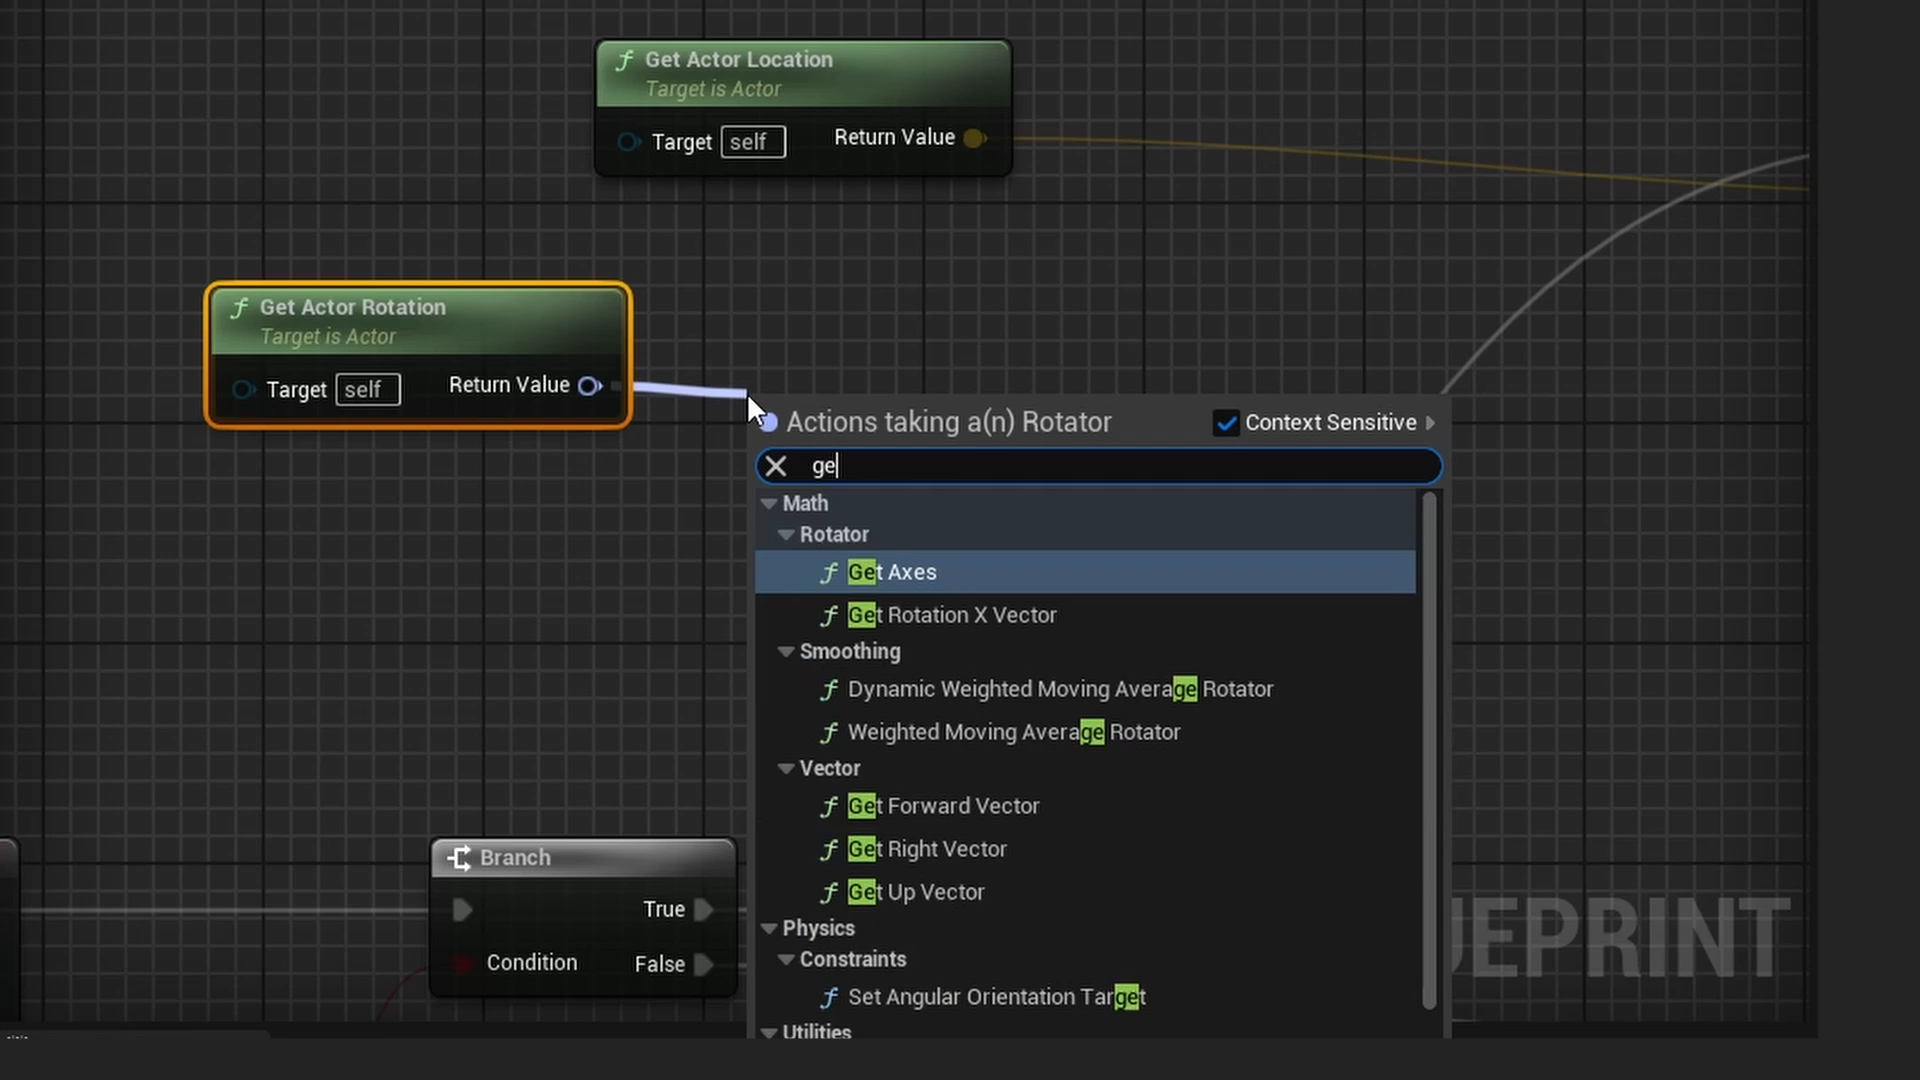 Get Actor Location
Target is Actor
Target self Return Value
Get Actor Rotation
Target is Actor
Target self Return Value
Actions taking a(n) Rotator Context Sensitive
ge
Math
Rotator
Get Axes
Get Rotation X Vector
Smoothing
Dynamic Weighted Moving Average Rotator
Weighted Moving Average Rotator
Vector
Get Forward Vector
Get Right Vector
Get Up Vector
Physics
Constraints
Set Angular Orientation Target
Utilities
Branch
True
Condition False
UEPRINT